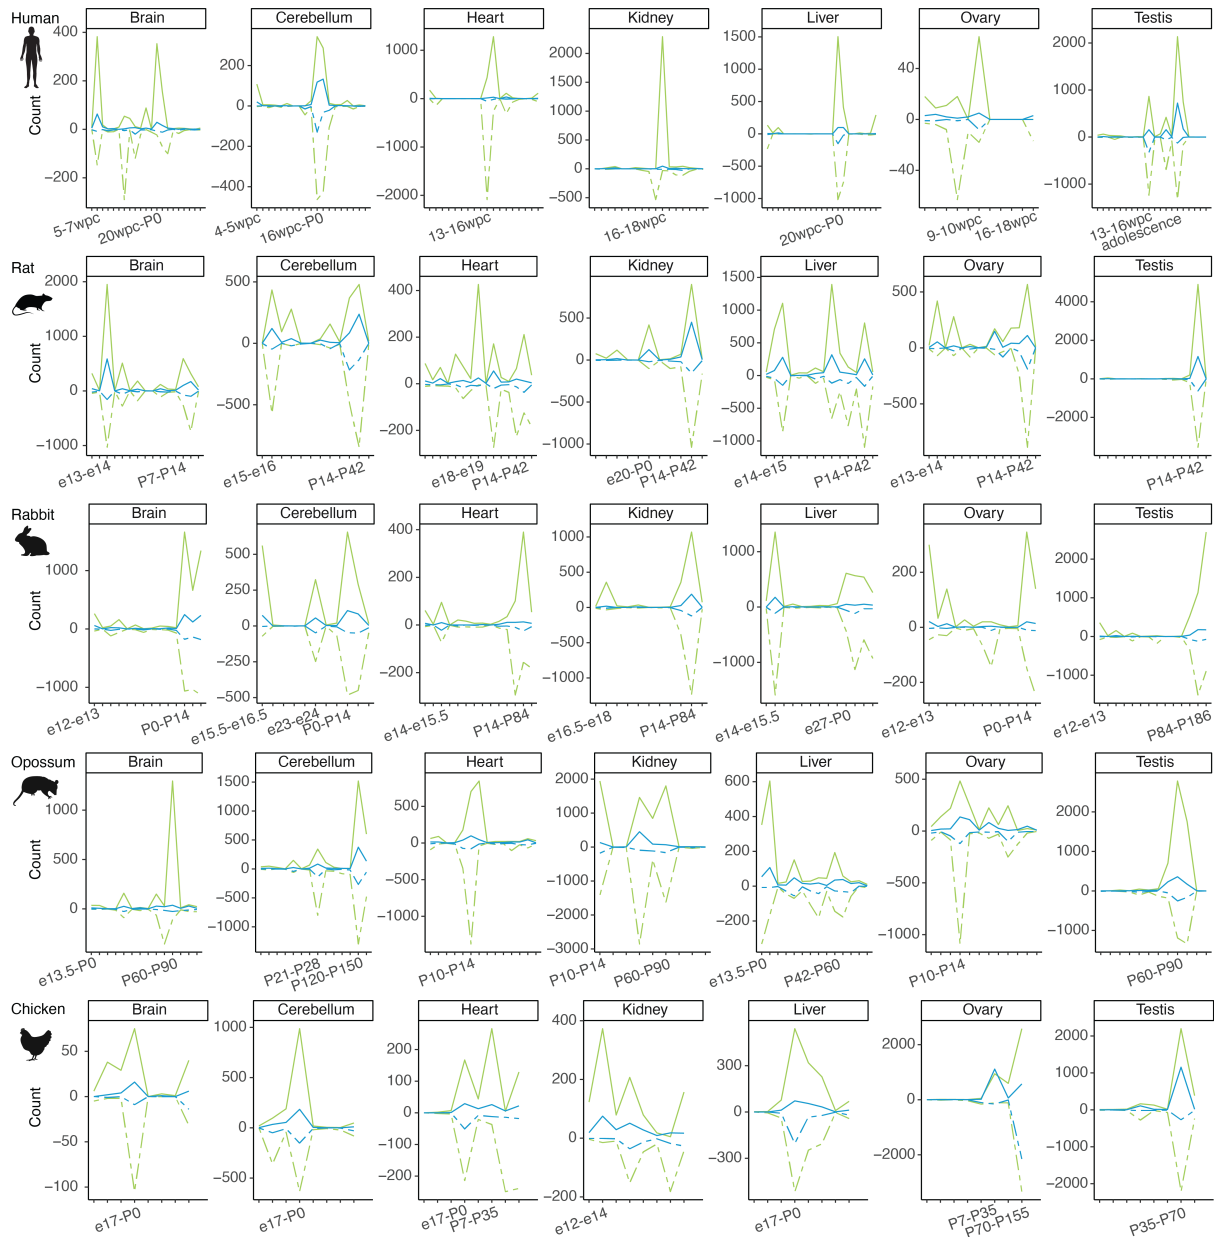 Human
Brain Cerebellum Heart Kidney Liver Ovary Testis
Count
400 200 0 −200
200 0 −200 −400
1000 0 −1000 −2000
2000 1500 1000 500 0 −500
1500 1000 500 0 −500 −1000
40 0 −40
2000 1000 0 −1000
5-7wpc 20wpc-P0
4-5wpc 16wpc-P0
13-16wpc
16-18wpc
20wpc-P0
9-10wpc 16-18wpc
13-16wpc adolescence
Rat
Brain Cerebellum Heart Kidney Liver Ovary Testis
Count
2000 1000 0 −1000
500 0 −500
400 200 0 −200
500 0 −500 −1000
1500 1000 500 0 −500 −1000
500 0 −500
4000 2000 0 −2000
e13-e14 P7-P14
e15-e16 P14-P42
e18-e19 P14-P42
e20-P0 P14-P42
e14-e15 P14-P42
e13-e14 P14-P42
P14-P42
Rabbit
Brain Cerebellum Heart Kidney Liver Ovary Testis
Count
1000 0 −1000
500 250 0 −250 −500
400 200 0 −200
1000 500 0 −500 −1000
1000 0 −1000
200 0 −200
2000 1000 0 −1000
e12-e13 P0-P14
e15.5-e16.5 e23-e24 P0-P14
e14-e15.5 P14-P84
e16.5-e18 P14-P84
e14-e15.5 e27-P0
e12-e13 P0-P14
e12-e13 P84-P186
Opossum
Brain Cerebellum Heart Kidney Liver Ovary Testis
Count
1000 500 0
1500 1000 500 0 −500 −1000
500 0 −500 −1000
2000 1000 0 −1000 −2000 −3000
600 400 200 0 −200
500 0 −500 −1000
2000 1000 0 −1000
e13.5-P0 P60-P90
P21-P28 P120-P150
P10-P14
P10-P14 P60-P90
e13.5-P0 P42-P60
P10-P14
P60-P90
Chicken
Brain Cerebellum Heart Kidney Liver Ovary Testis
Count
50 0 −50 −100
1000 500 0 −500
200 100 0 −100 −200
400 200 0 −200
300 0 −300
2000 0 −2000
2000 1000 0 −1000 −2000
e17-P0
e17-P0
e17-P0 P7-P35
e12-e14
e17-P0
P7-P35 P70-P155
P35-P70